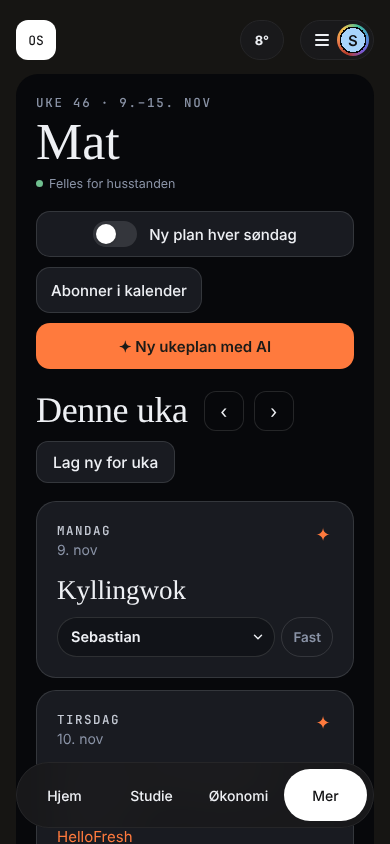 OS
8°
S
UKE 46 · 9.–15. NOV
Mat
Felles for husstanden
Ny plan hver søndag
Abonner i kalender
✦ Ny ukeplan med AI
Denne uka ‹ ›
Lag ny for uka
MANDAG
9. nov
Kyllingwok
Sebastian
Fast
TIRSDAG
10. nov
Hjem
Studie
Økonomi
Mer
HelloFresh